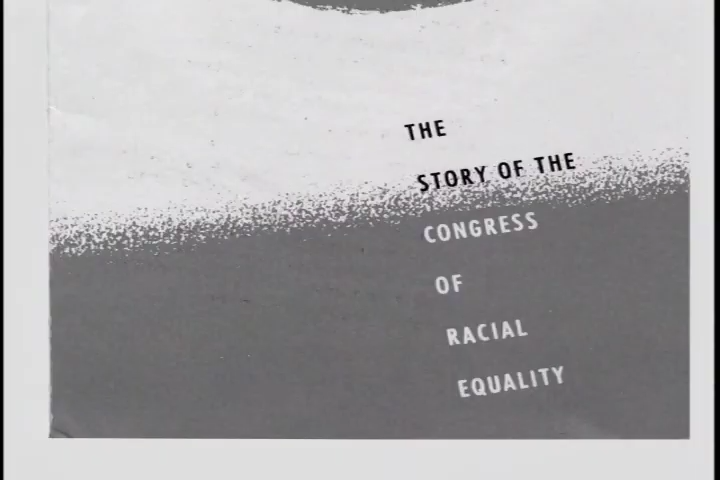 THE
STORY OF THE
CONGRESS
OF
RACIAL
EQUALITY